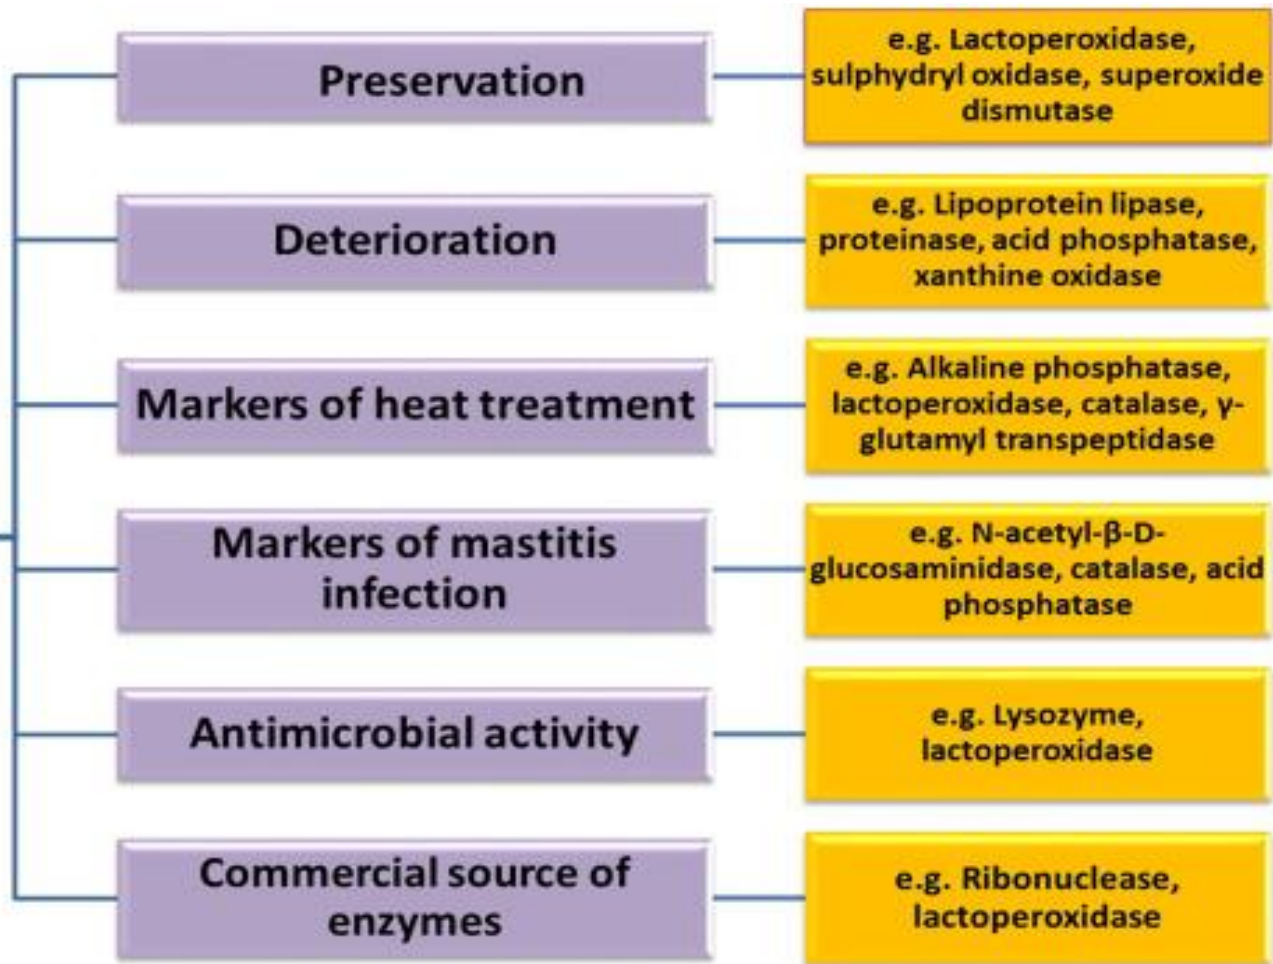 Preservation
e.g. Lactoperoxidase,
sulphydryl oxidase, superoxide
dismutase
Deterioration
e.g. Lipoprotein lipase,
proteinase, acid phosphatase,
xanthine oxidase
Markers of heat treatment
e.g. Alkaline phosphatase,
lactoperoxidase, catalase, γ-
glutamyl transpeptidase
Markers of mastitis
infection
e.g. N-acetyl-β-D-
glucosaminidase, catalase, acid
phosphatase
Antimicrobial activity
e.g. Lysozyme,
lactoperoxidase
Commercial source of
enzymes
e.g. Ribonuclease,
lactoperoxidase